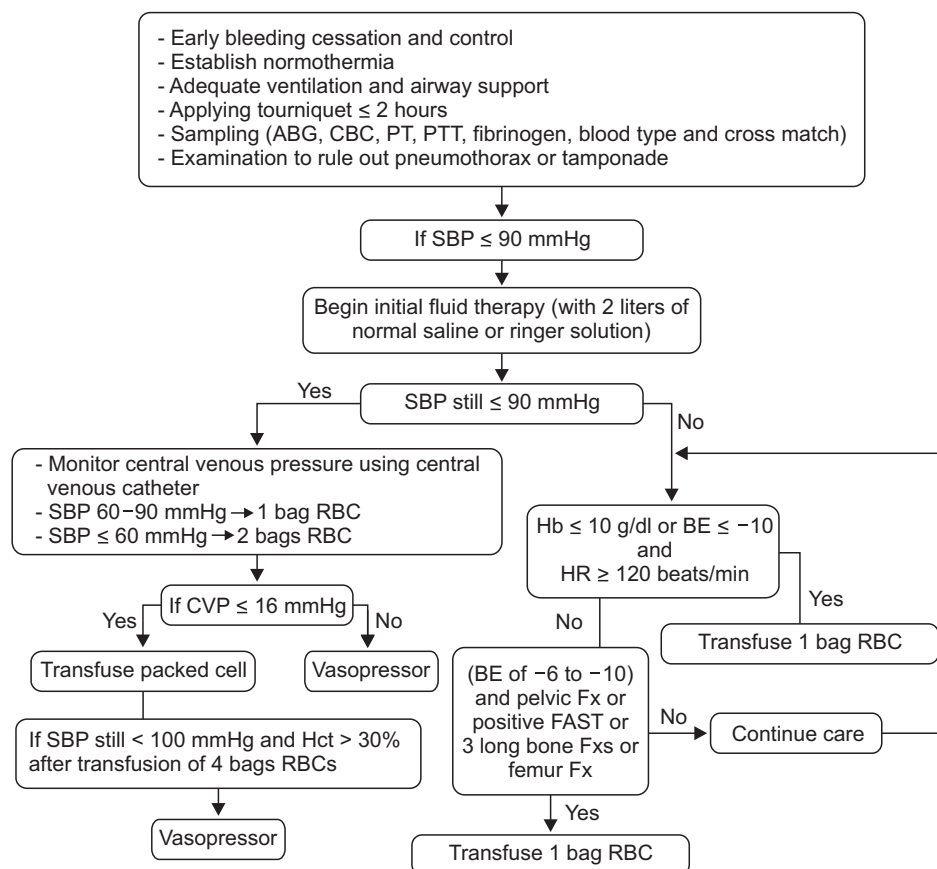 - Early bleeding cessation and control
- Establish normothermia
- Adequate ventilation and airway support
- Applying tourniquet ≤ 2 hours
- Sampling (ABG, CBC, PT, PTT, fibrinogen, blood type and cross match)
- Examination to rule out pneumothorax or tamponade
If SBP ≤ 90 mmHg
Begin initial fluid therapy (with 2 liters of
normal saline or ringer solution)
SBP still ≤ 90 mmHg
Yes
No
- Monitor central venous pressure using central
venous catheter
- SBP 60−90 mmHg → 1 bag RBC
- SBP ≤ 60 mmHg → 2 bags RBC
If CVP ≤ 16 mmHg
Yes
No
Transfuse packed cell
Vasopressor
If SBP still < 100 mmHg and Hct > 30%
after transfusion of 4 bags RBCs
Vasopressor
Hb ≤ 10 g/dl or BE ≤ −10
and
HR ≥ 120 beats/min
Yes
No
Transfuse 1 bag RBC
(BE of −6 to −10)
and pelvic Fx or
positive FAST or
3 long bone Fxs or
femur Fx
No
Continue care
Yes
Transfuse 1 bag RBC